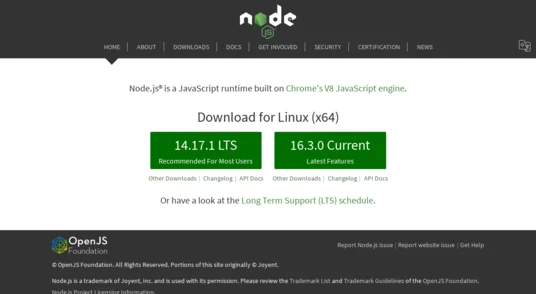 node
JS
HOME | ABOUT | DOWNLOADS | DOCS | GET INVOLVED | SECURITY | CERTIFICATION | NEWS
Node.js® is a JavaScript runtime built on Chrome's V8 JavaScript engine.
Download for Linux (x64)
14.17.1 LTS
Recommended For Most Users
16.3.0 Current
Latest Features
Other Downloads | Changelog | API Docs
Other Downloads | Changelog | API Docs
Or have a look at the Long Term Support (LTS) schedule.
OpenJS
Foundation
Report Node.js issue | Report website issue | Get Help
© OpenJS Foundation. All Rights Reserved. Portions of this site originally © Joyent.
Node.js is a trademark of Joyent, Inc. and is used with its permission. Please review the Trademark List and Trademark Guidelines of the OpenJS Foundation.
Node.js Project Licensing Information.